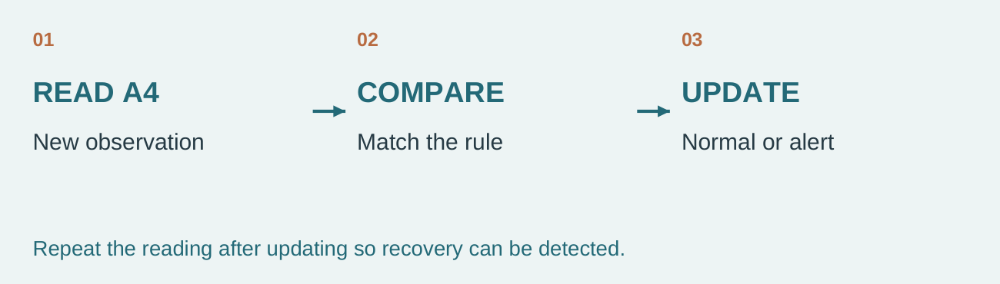 01
READ A4
New observation
02
COMPARE
Match the rule
03
UPDATE
Normal or alert
Repeat the reading after updating so recovery can be detected.